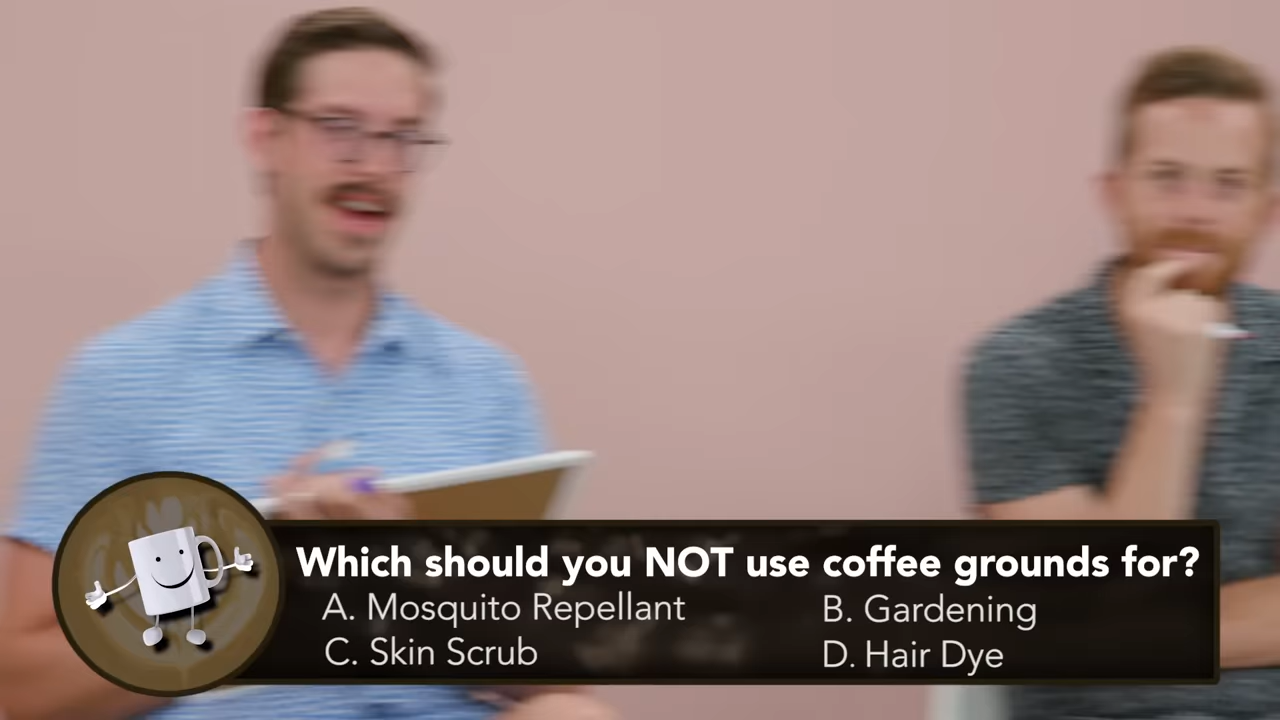 Which should you NOT use coffee grounds for?
A. Mosquito Repellant B. Gardening
C. Skin Scrub D. Hair Dye